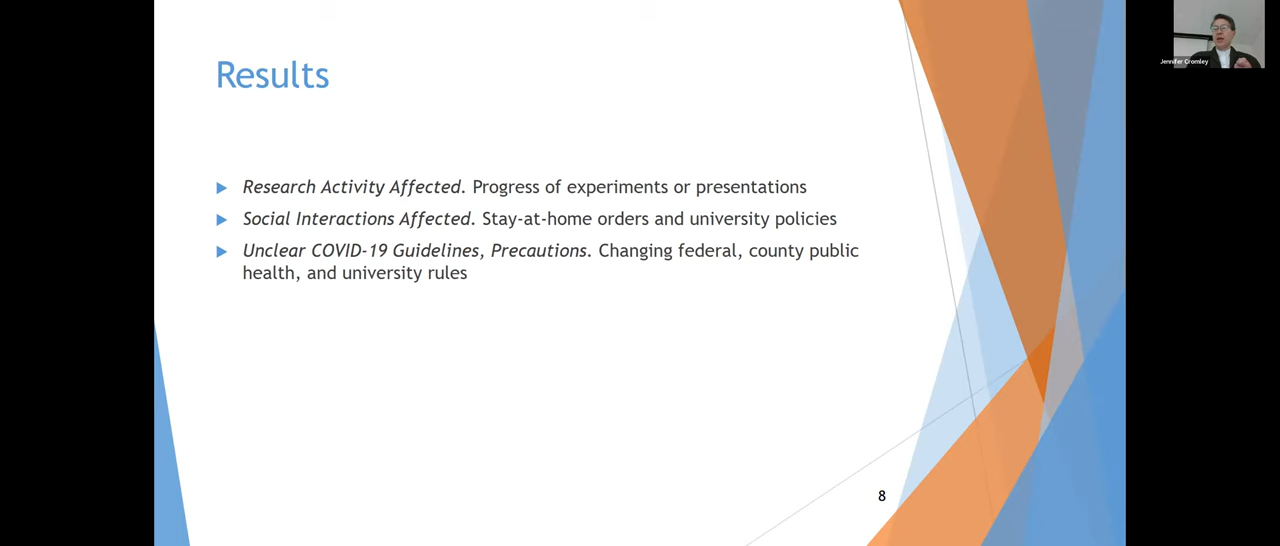 Results
Research Activity Affected. Progress of experiments or presentations
Social Interactions Affected. Stay-at-home orders and university policies
Unclear COVID-19 Guidelines, Precautions. Changing federal, county public
health, and university rules
8
Jennifer Cromley